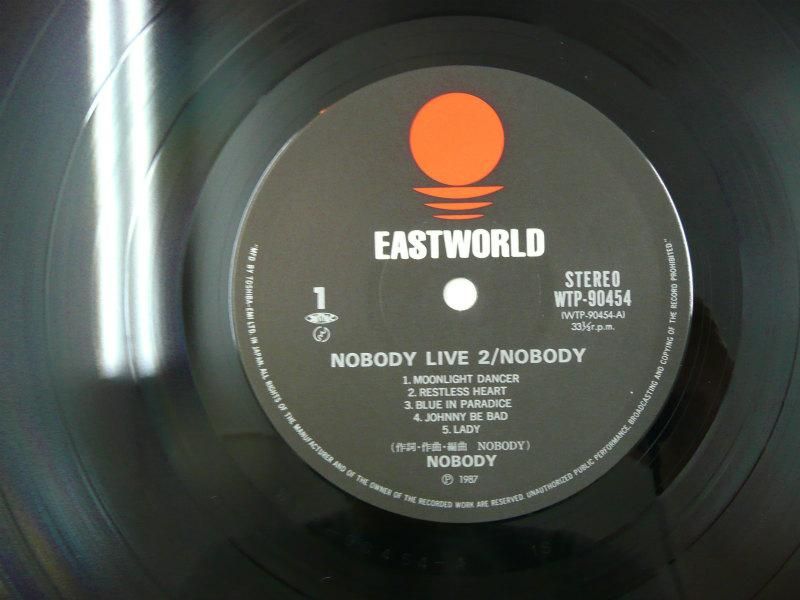 EASTWORLD
1
STEREO
WTP-90454
(WTP-90454-A)
33⅓r.p.m.
NOBODY LIVE 2/NOBODY
1. MOONLIGHT DANCER
2. RESTLESS HEART
3. BLUE IN PARADICE
4. JOHNNY BE BAD
5. LADY
(作詞・作曲・編曲 NOBODY)
NOBODY
Ⓟ 1987
"MFD BY TOSHIBA-EMI LTD. IN JAPAN. ALL RIGHTS OF THE MANUFACTURER AND OF THE OWNER OF THE RECORDED WORK ARE RESERVED. UNAUTHORIZED PUBLIC PERFORMANCE. BROADCASTING AND COPYING OF THE RECORD PROHIBITED"